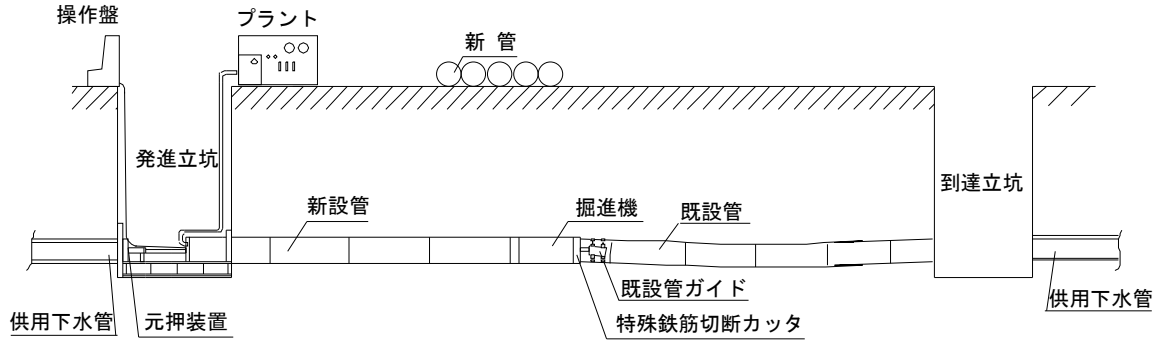 操作盤
プラント
新 管
発進立坑
到達立坑
新設管
掘進機
既設管
既設管ガイド
供用下水管
供用下水管
元押装置
特殊鉄筋切断カッタ